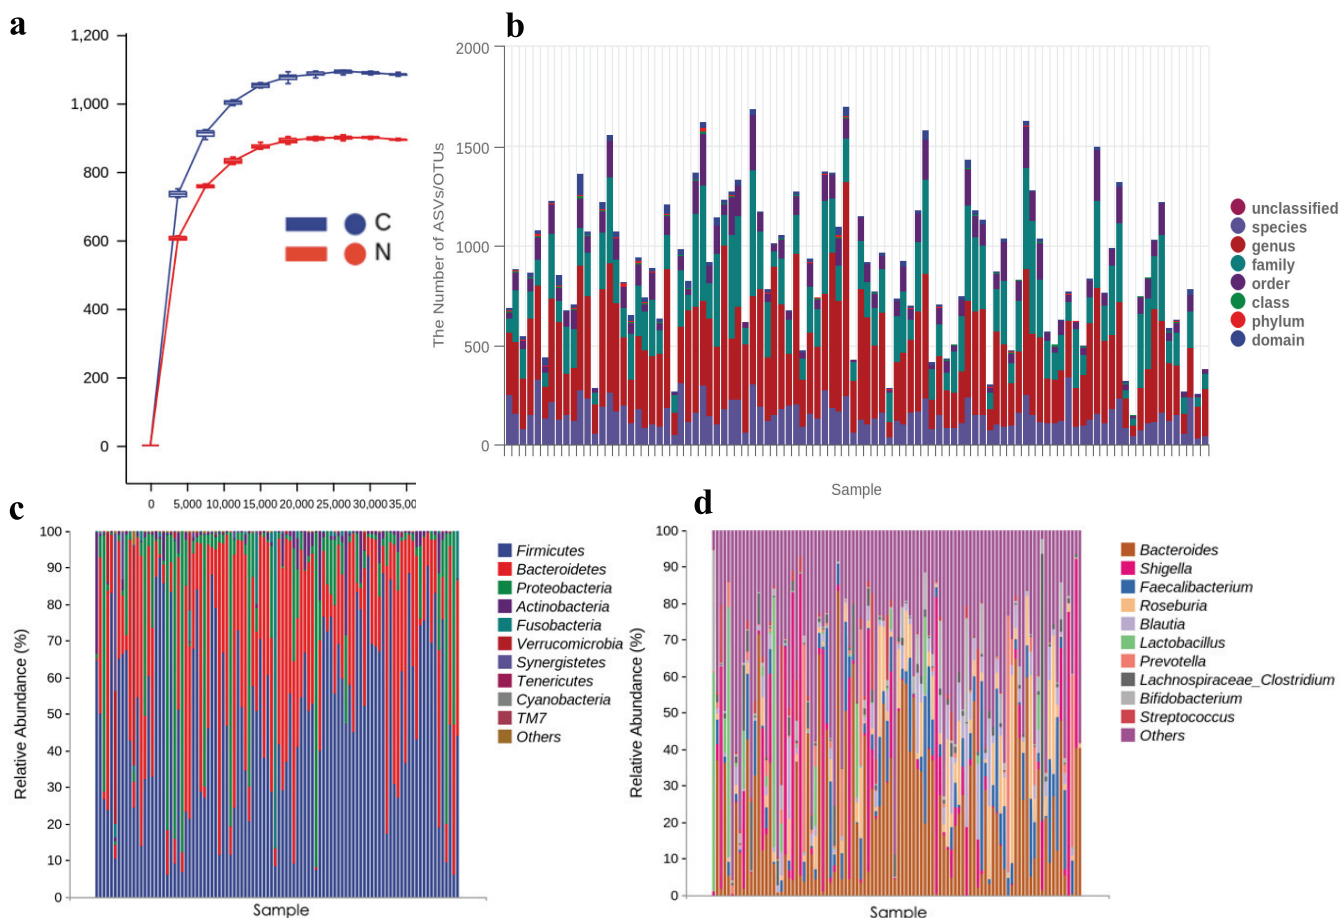 a
1,200
1,000
800
600
400
200
0
0 5,000 10,000 15,000 20,000 25,000 30,000 35,00
C
N
b
The Number of ASVs/OTUs
2000
1500
1000
500
0
Sample
unclassified
species
genus
family
order
class
phylum
domain
c
Relative Abundance (%)
100
90
80
70
60
50
40
30
20
10
0
Sample
Firmicutes
Bacteroidetes
Proteobacteria
Actinobacteria
Fusobacteria
Verrucomicrobia
Synergistetes
Tenericutes
Cyanobacteria
TM7
Others
d
Relative Abundance (%)
100
90
80
70
60
50
40
30
20
10
0
Sample
Bacteroides
Shigella
Faecalibacterium
Roseburia
Blautia
Lactobacillus
Prevotella
Lachnospiraceae_Clostridium
Bifidobacterium
Streptococcus
Others